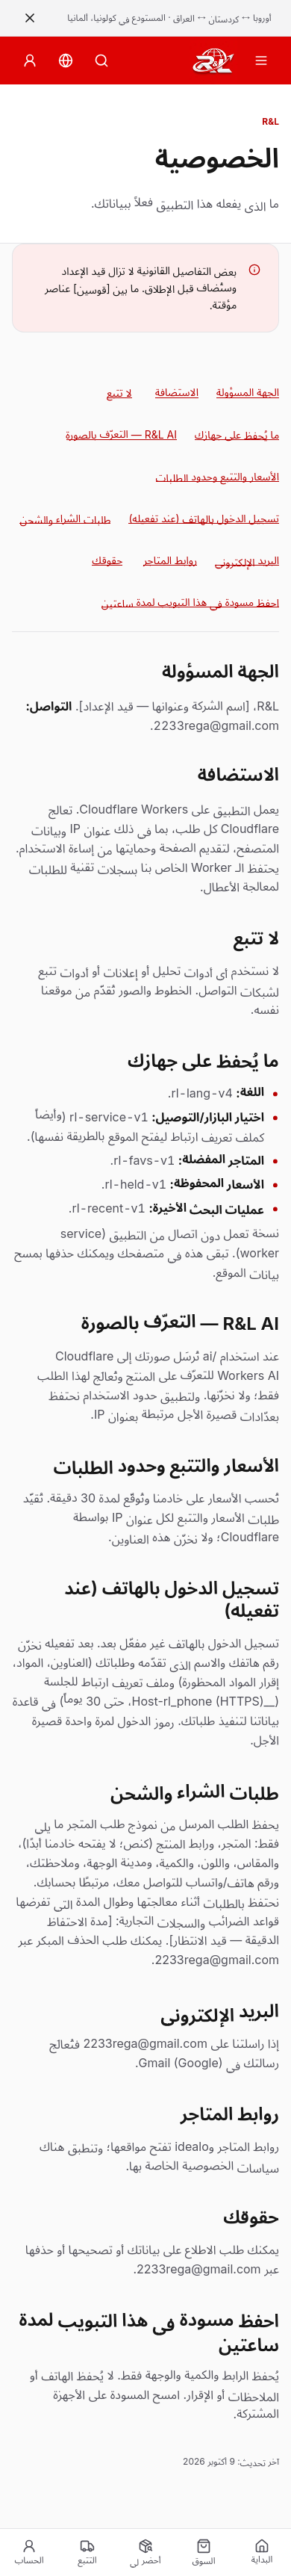 أوروبا ↔ كردستان ↔ العراق · المستودع في كولونيا، ألمانيا
R&L
R&L
الخصوصية
ما الذي يفعله هذا التطبيق فعلاً ببياناتك.
بعض التفاصيل القانونية لا تزال قيد الإعداد
وستُضاف قبل الإطلاق. ما بين [قوسين] عناصر
مؤقتة.
الجهة المسؤولة الاستضافة لا تتبع
ما يُحفظ على جهازك R&L AI — التعرّف بالصورة
الأسعار والتتبع وحدود الطلبات
تسجيل الدخول بالهاتف (عند تفعيله) طلبات الشراء والشحن
البريد الإلكتروني روابط المتاجر حقوقك
احفظ مسودة في هذا التبويب لمدة ساعتين
الجهة المسؤولة
R&L، [اسم الشركة وعنوانها — قيد الإعداد]. التواصل:
2233rega@gmail.com.
الاستضافة
يعمل التطبيق على Cloudflare Workers. تعالج
Cloudflare كل طلب، بما في ذلك عنوان IP وبيانات
المتصفح، لتقديم الصفحة وحمايتها من إساءة الاستخدام.
يحتفظ الـ Worker الخاص بنا بسجلات تقنية للطلبات
لمعالجة الأعطال.
لا تتبع
لا نستخدم أي أدوات تحليل أو إعلانات أو أدوات تتبع
لشبكات التواصل. الخطوط والصور تُقدّم من موقعنا
نفسه.
ما يُحفظ على جهازك
اللغة: rl-lang-v4.
اختيار البازار/التوصيل: rl-service-v1 (وأيضاً
كملف تعريف ارتباط ليفتح الموقع بالطريقة نفسها).
المتاجر المفضلة: rl-favs-v1.
الأسعار المحفوظة: rl-held-v1.
عمليات البحث الأخيرة: rl-recent-v1.
نسخة تعمل دون اتصال من التطبيق (service
worker). تبقى هذه في متصفحك ويمكنك حذفها بمسح
بيانات الموقع.
R&L AI — التعرّف بالصورة
عند استخدام /ai تُرسَل صورتك إلى Cloudflare
Workers AI للتعرّف على المنتج وتُعالج لهذا الطلب
فقط؛ ولا نخزّنها. ولتطبيق حدود الاستخدام نحتفظ
بعدّادات قصيرة الأجل مرتبطة بعنوان IP.
الأسعار والتتبع وحدود الطلبات
تُحسب الأسعار على خادمنا وتُوقّع لمدة 30 دقيقة. تُقيّد
طلبات الأسعار والتتبع لكل عنوان IP بواسطة
Cloudflare؛ ولا نخزّن هذه العناوين.
تسجيل الدخول بالهاتف (عند
تفعيله)
تسجيل الدخول بالهاتف غير مفعّل بعد. بعد تفعيله نخزّن
رقم هاتفك والاسم الذي تقدّمه وطلباتك (العناوين، المواد،
إقرار المواد المحظورة) وملف تعريف ارتباط للجلسة
(__Host-rl_phone (HTTPS)، حتى 30 يوماً) في قاعدة
بياناتنا لتنفيذ طلباتك. رموز الدخول لمرة واحدة قصيرة
الأجل.
طلبات الشراء والشحن
يحفظ الطلب المرسل من نموذج طلب المتجر ما يلي
فقط: المتجر، ورابط المنتج (كنص؛ لا يفتحه خادمنا أبدًا)،
والمقاس، واللون، والكمية، ومدينة الوجهة، وملاحظتك،
ورقم هاتف/واتساب للتواصل معك، مرتبطًا بحسابك.
نحتفظ بالطلبات أثناء معالجتها وطوال المدة التي تفرضها
قواعد الضرائب والسجلات التجارية: [مدة الاحتفاظ
الدقيقة — قيد الانتظار]. يمكنك طلب الحذف المبكر عبر
2233rega@gmail.com.
البريد الإلكتروني
إذا راسلتنا على 2233rega@gmail.com فتُعالج
رسالتك في Gmail (Google).
روابط المتاجر
روابط المتاجر وidealo تفتح مواقعها؛ وتنطبق هناك
سياسات الخصوصية الخاصة بها.
حقوقك
يمكنك طلب الاطلاع على بياناتك أو تصحيحها أو حذفها
عبر 2233rega@gmail.com.
احفظ مسودة في هذا التبويب لمدة
ساعتين
يُحفظ الرابط والكمية والوجهة فقط. لا يُحفظ الهاتف أو
الملاحظات أو الإقرار. امسح المسودة على الأجهزة
المشتركة.
آخر تحديث: 9 أكتوبر 2026
البداية السوق أحضر لي التتبع الحساب